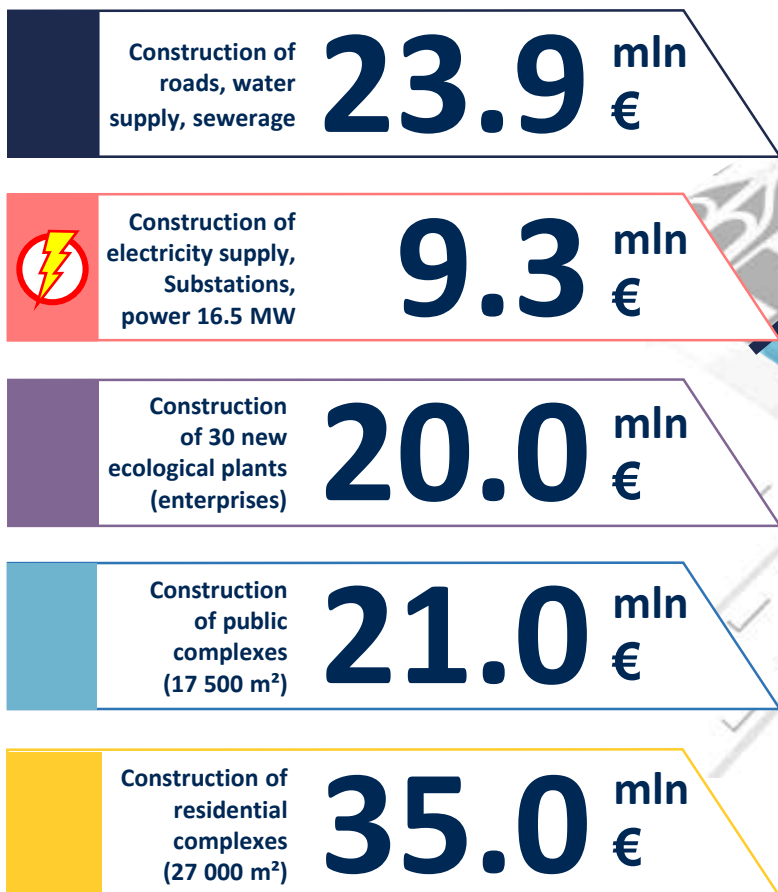 Construction of
roads, water
supply, sewerage
23.9
mln
€
Construction of
electricity supply,
Substations,
power 16.5 MW
9.3
mln
€
Construction
of 30 new
ecological plants
(enterprises)
20.0
mln
€
Construction
of public
complexes
(17 500 m²)
21.0
mln
€
Construction of
residential
complexes
(27 000 m²)
35.0
mln
€